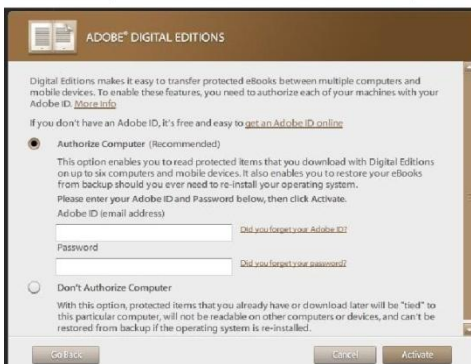 ADOBE® DIGITAL EDITIONS
Digital Editions makes it easy to transfer protected eBooks between multiple computers and
mobile devices. To enable these features, you need to authorize each of your machines with your
Adobe ID. More Info
If you don't have an Adobe ID, it's free and easy to get an Adobe ID online
Authorize Computer (Recommended)
This option enables you to read protected items that you download with Digital Editions
on up to six computers and mobile devices. It also enables you to restore your eBooks
from backup should you ever need to re-install your operating system.
Please enter your Adobe ID and Password below, then click Activate.
Adobe ID (email address)
Did you forget your Adobe ID?
Password
Did you forget your password?
Don't Authorize Computer
With this option, protected items that you already have or download later will be "tied" to
this particular computer, will not be readable on other computers or devices, and can't be
restored from backup if the operating system is re-installed.
Go Back Cancel Activate